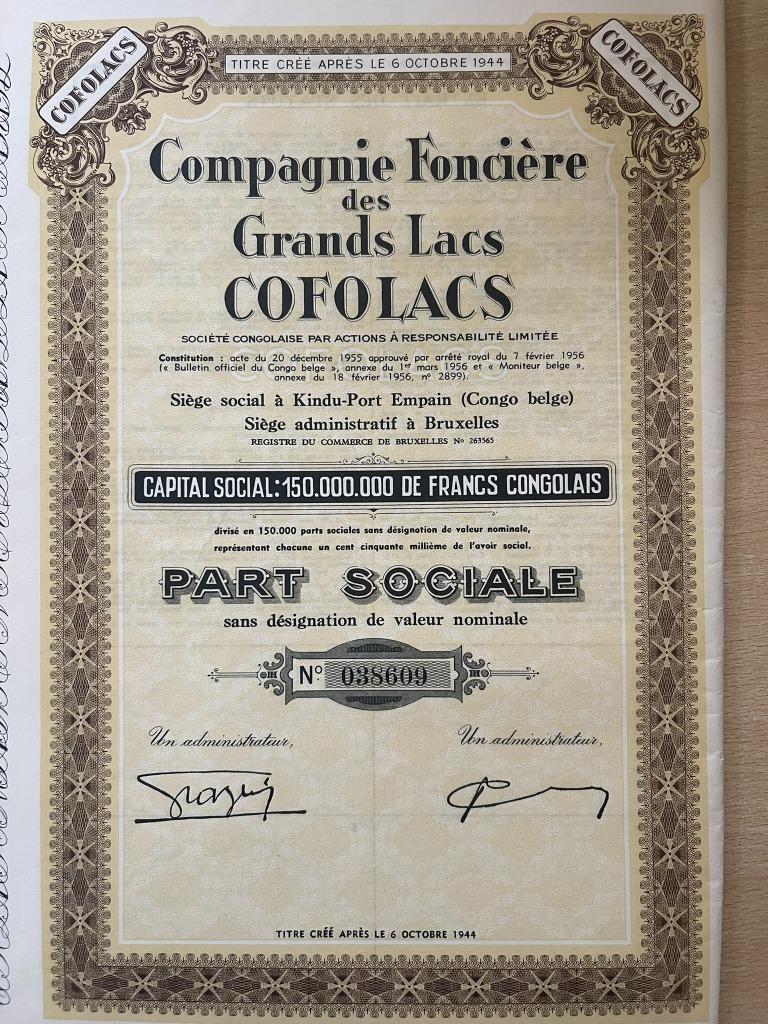 COFOLACS
TITRE CRÉÉ APRÈS LE 6 OCTOBRE 1944
COFOLACS
Compagnie Foncière
des
Grands Lacs
COFOLACS
SOCIÉTÉ CONGOLAISE PAR ACTIONS À RESPONSABILITÉ LIMITÉE
Constitution : acte du 20 décembre 1955 approuvé par arrêté royal du 7 février 1956
(« Bulletin officiel du Congo belge », annexe du 1er mars 1956 et « Moniteur belge »,
annexe du 18 février 1956, n° 2899).
Siège social à Kindu-Port Empain (Congo belge)
Siège administratif à Bruxelles
REGISTRE DU COMMERCE DE BRUXELLES No 263565
CAPITAL SOCIAL: 150.000.000 DE FRANCS CONGOLAIS
divisé en 150.000 parts sociales sans désignation de valeur nominale,
représentant chacune un cent cinquante millième de l'avoir social.
PART SOCIALE
sans désignation de valeur nominale
No 038609
Un administrateur, Un administrateur,
TITRE CRÉÉ APRÈS LE 6 OCTOBRE 1944